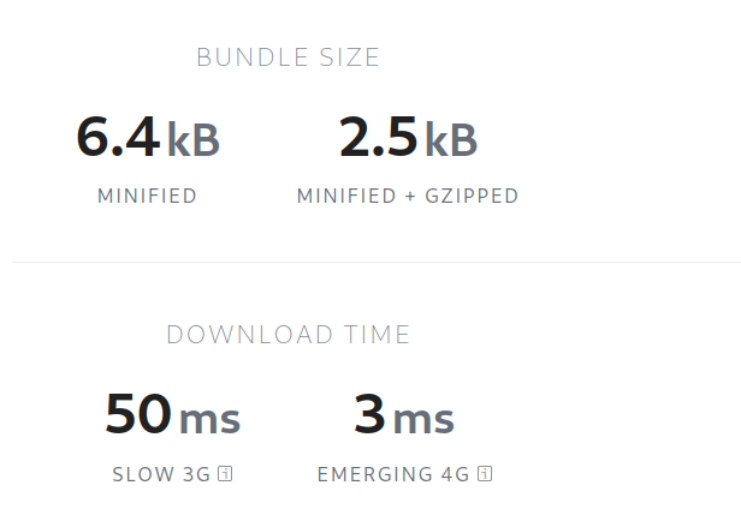 BUNDLE SIZE
6.4 kB 2.5 kB
MINIFIED MINIFIED + GZIPPED
DOWNLOAD TIME
50 ms 3 ms
SLOW 3G i EMERGING 4G i